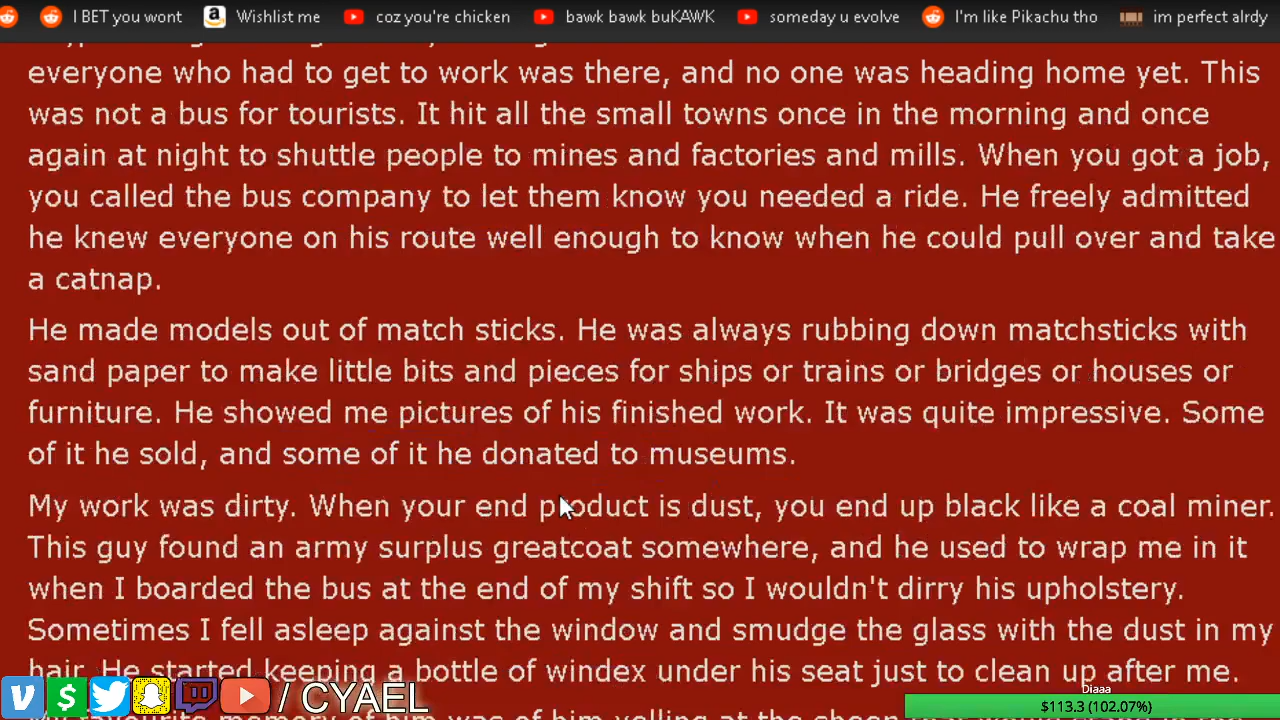 I BET you wont Wishlist me coz you're chicken bawk bawk buKAWK someday u evolve I'm like Pikachu tho im perfect alrdy
everyone who had to get to work was there, and no one was heading home yet. This
was not a bus for tourists. It hit all the small towns once in the morning and once
again at night to shuttle people to mines and factories and mills. When you got a job,
you called the bus company to let them know you needed a ride. He freely admitted
he knew everyone on his route well enough to know when he could pull over and take
a catnap.
He made models out of match sticks. He was always rubbing down matchsticks with
sand paper to make little bits and pieces for ships or trains or bridges or houses or
furniture. He showed me pictures of his finished work. It was quite impressive. Some
of it he sold, and some of it he donated to museums.
My work was dirty. When your end product is dust, you end up black like a coal miner.
This guy found an army surplus greatcoat somewhere, and he used to wrap me in it
when I boarded the bus at the end of my shift so I wouldn't dirry his upholstery.
Sometimes I fell asleep against the window and smudge the glass with the dust in my
hair. He started keeping a bottle of windex under his seat just to clean up after me.
/ CYAEL
Diaaa
$113.3 (102.07%)
My favourite memory of him was of him yelling at the